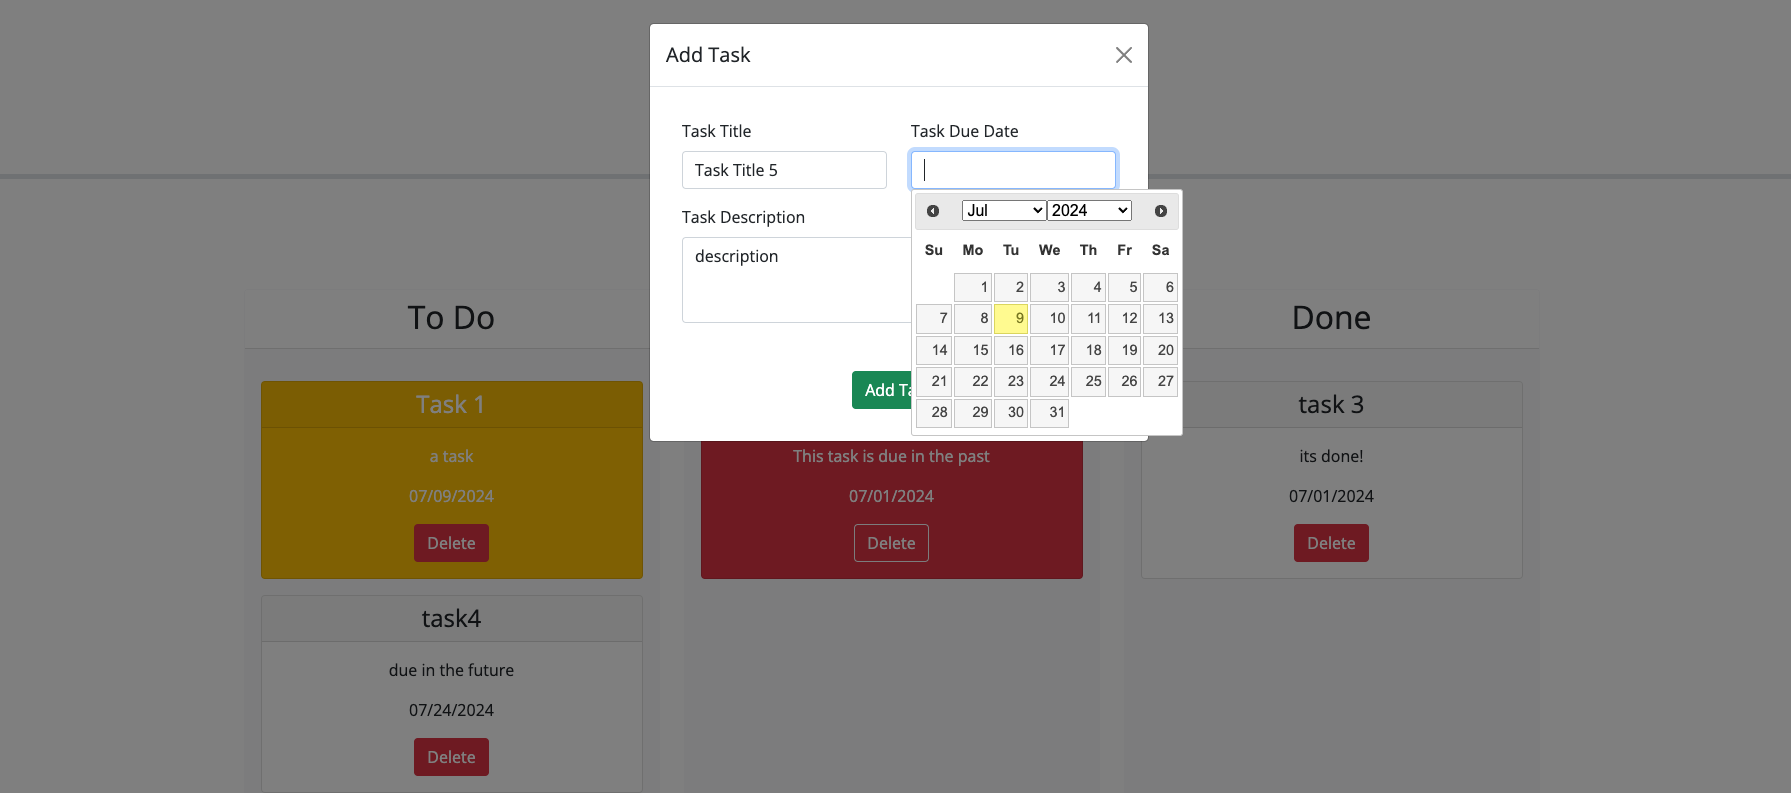 Add Task
Task Title
Task Title 5
Task Due Date
Task Description
description
Add Ta
Jul 2024
Su Mo Tu We Th Fr Sa
1 2 3 4 5 6
7 8 9 10 11 12 13
14 15 16 17 18 19 20
21 22 23 24 25 26 27
28 29 30 31
To Do
Task 1
a task
07/09/2024
Delete
task4
due in the future
07/24/2024
Delete
This task is due in the past
07/01/2024
Delete
Done
task 3
its done!
07/01/2024
Delete